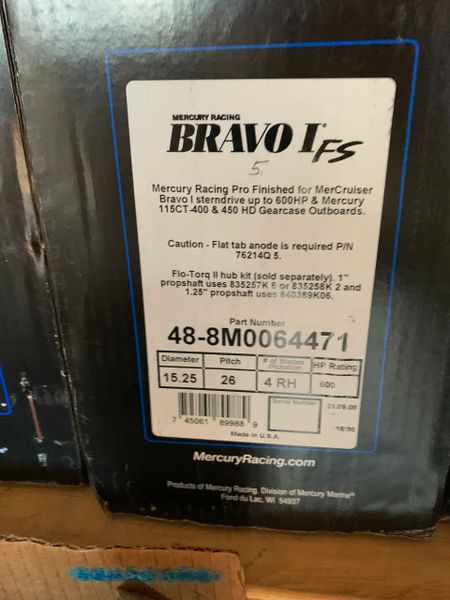 MERCURY RACING
BRAVO I FS
5
Mercury Racing Pro Finished for MerCruiser
Bravo I sterndrive up to 600HP & Mercury
115CT-400 & 450 HD Gearcase Outboards.
Caution - Flat tab anode is required P/N
76214Q 5.
Flo-Torq II hub kit (sold separately). 1"
propshaft uses 835257K 6 or 835258K 2 and
1.25" propshaft uses 840389K06.
Part Number
48-8M0064471
Diameter Pitch # of Blades /Rotation HP Rating
15.25 26 4 RH 600
Serial Number 21.09.08
16:30
7 45061 89988 9
Made in U.S.A.
MercuryRacing.com
Products of Mercury Racing, Division of Mercury Marine®
Fond du Lac, WI 54937